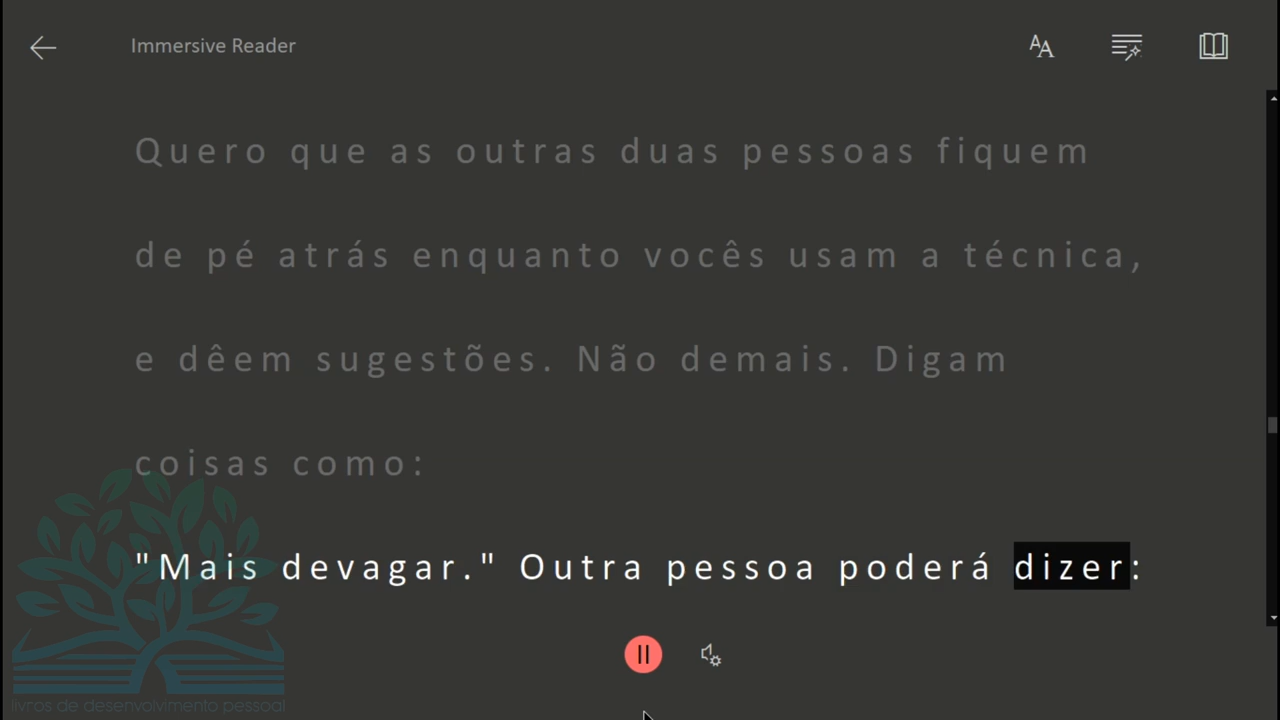 Immersive Reader
Quero que as outras duas pessoas fiquem
de pé atrás enquanto vocês usam a técnica,
e dêem sugestões. Não demais. Digam
coisas como:
"Mais devagar." Outra pessoa poderá dizer:
livros de desenvolvimento pessoal